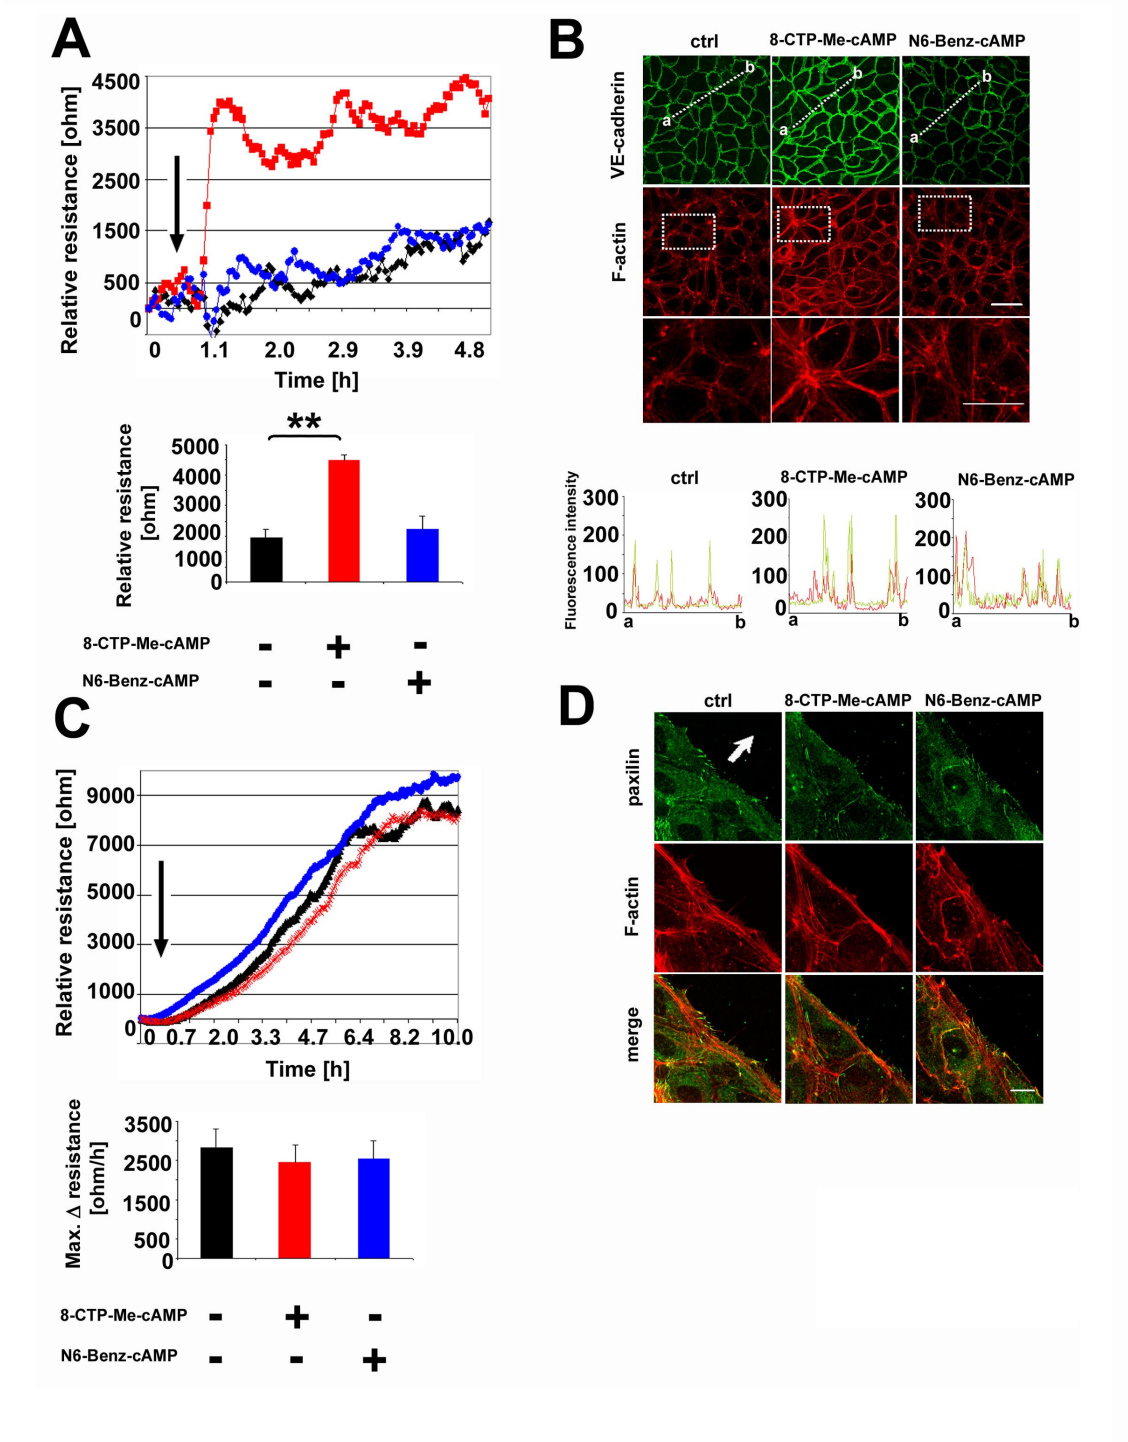 A
Relative resistance [ohm]
4500
3500
2500
1500
500
0
0 1.1 2.0 2.9 3.9 4.8
Time [h]
**
Relative resistance
[ohm]
5000
4000
3000
2000
1000
0
8-CTP-Me-cAMP - + -
N6-Benz-cAMP - - +
B
ctrl 8-CTP-Me-cAMP N6-Benz-cAMP
VE-cadherin
a b a b a b
F-actin
Fluorescence intensity
ctrl 8-CTP-Me-cAMP N6-Benz-cAMP
300 300 300
200 200 200
100 100 100
0 0 0
a b a b a b
C
Relative resistance [ohm]
9000
7000
5000
3000
1000
0
0 0.7 2.0 3.3 4.7 6.4 8.2 10.0
Time [h]
Max. Δ resistance
[ohm/h]
3500
2500
1500
500
0
8-CTP-Me-cAMP - + -
N6-Benz-cAMP - - +
D
ctrl 8-CTP-Me-cAMP N6-Benz-cAMP
paxilin
F-actin
merge